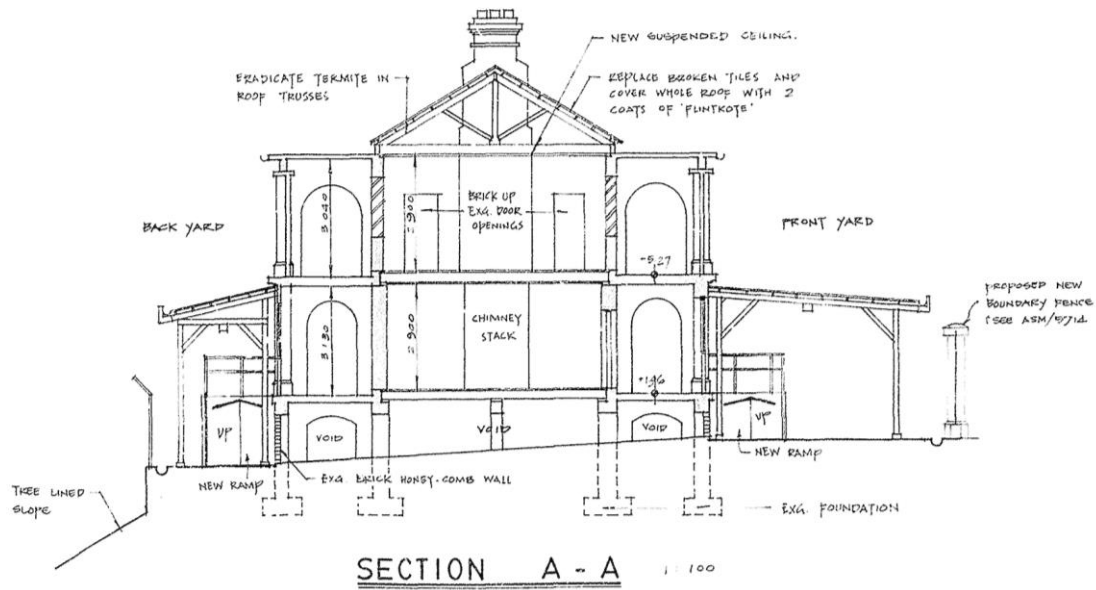 NEW SUSPENDED CEILING.
ERADICATE TERMITE IN
ROOF TRUSSES
REPLACE BROKEN TILES AND
COVER WHOLE ROOF WITH 2
COATS OF 'FLINTKOTE'
BACK YARD
3040
2900
BRICK UP
EXG. DOOR
OPENINGS
FRONT YARD
+5.27
PROPOSED NEW
BOUNDARY FENCE
(SEE ASM/5714
3130
2900
CHIMNEY
STACK
+1.96
UP
VOID
VOID
VOID
UP
NEW RAMP
NEW RAMP
EXG. BRICK HONEY-COMB WALL
TREE LINED
SLOPE
EXG. FOUNDATION
SECTION A-A 1:100